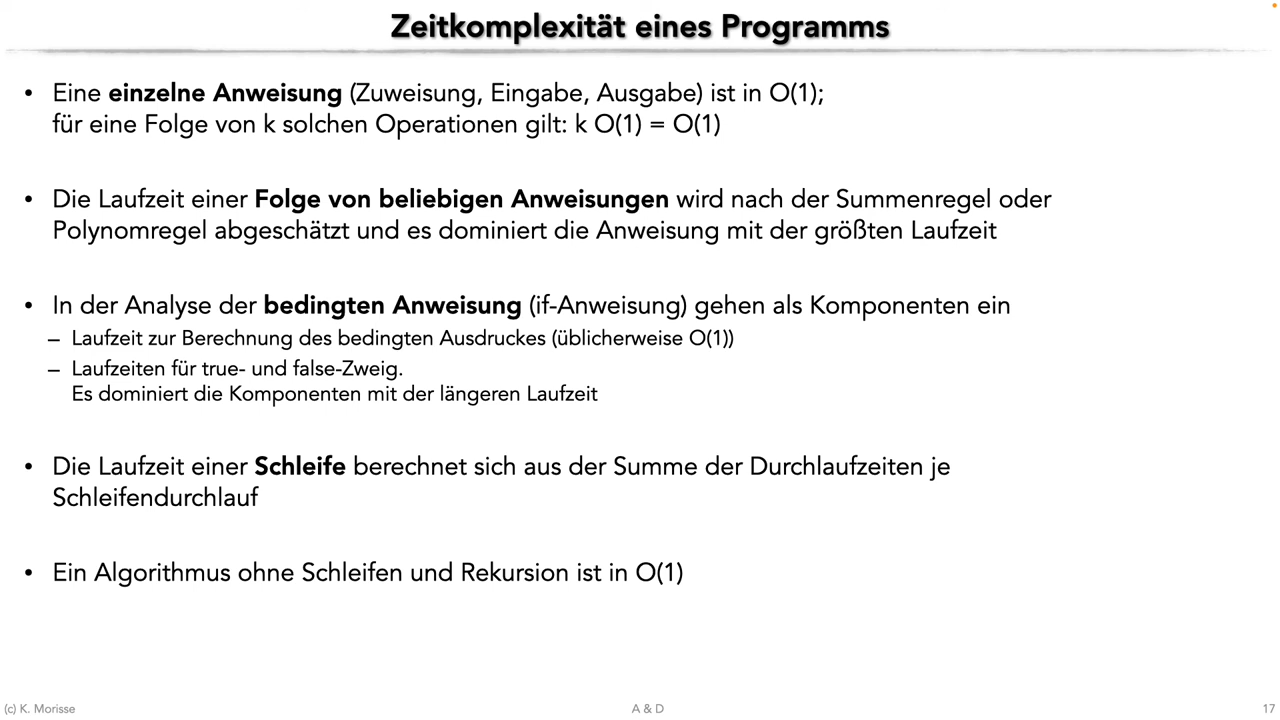 Zeitkomplexität eines Programms
• Eine einzelne Anweisung (Zuweisung, Eingabe, Ausgabe) ist in O(1);
für eine Folge von k solchen Operationen gilt: k O(1) = O(1)
• Die Laufzeit einer Folge von beliebigen Anweisungen wird nach der Summenregel oder
Polynomregel abgeschätzt und es dominiert die Anweisung mit der größten Laufzeit
• In der Analyse der bedingten Anweisung (if-Anweisung) gehen als Komponenten ein
– Laufzeit zur Berechnung des bedingten Ausdruckes (üblicherweise O(1))
– Laufzeiten für true- und false-Zweig.
Es dominiert die Komponenten mit der längeren Laufzeit
• Die Laufzeit einer Schleife berechnet sich aus der Summe der Durchlaufzeiten je
Schleifendurchlauf
• Ein Algorithmus ohne Schleifen und Rekursion ist in O(1)
(c) K. Morisse
A & D
17